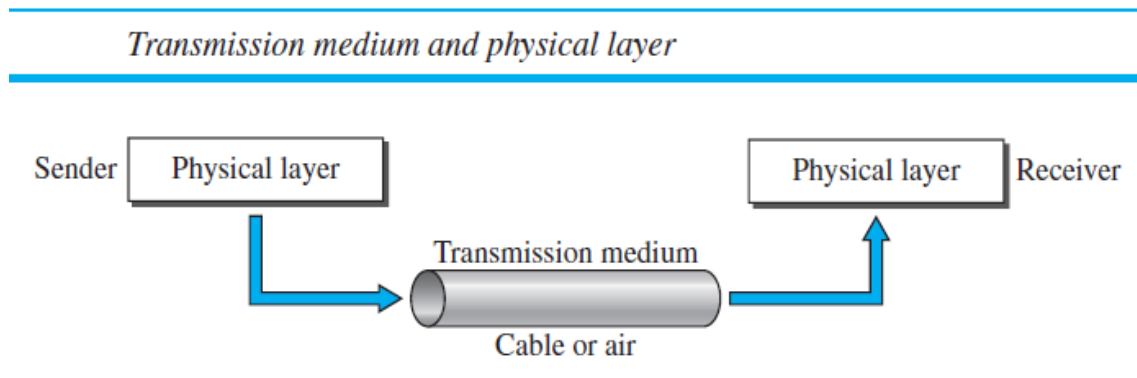 Transmission medium and physical layer
Sender
Physical layer
Physical layer
Receiver
Transmission medium
Cable or air